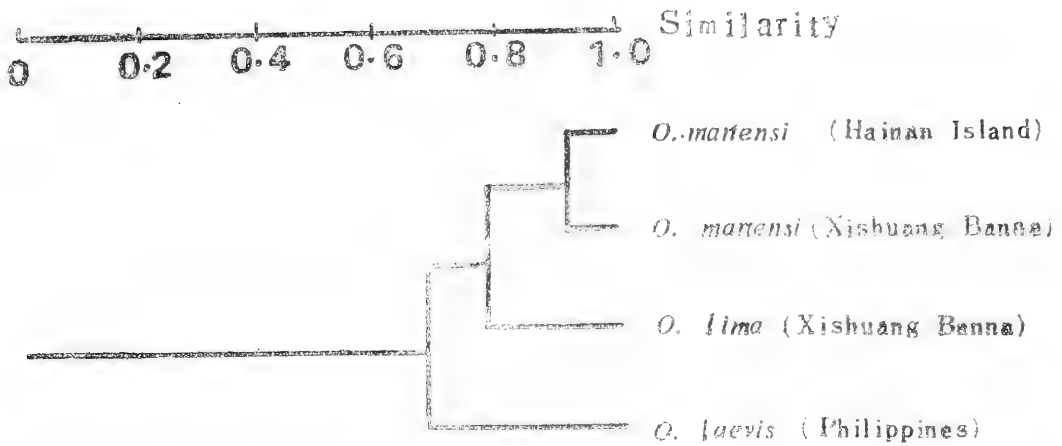 Similarity
0 0.2 0.4 0.6 0.8 1.0
O. martensi (Hainan Island)
O. martensi (Xishuang Banna)
O. lima (Xishuang Banna)
O. laevis (Philippines)